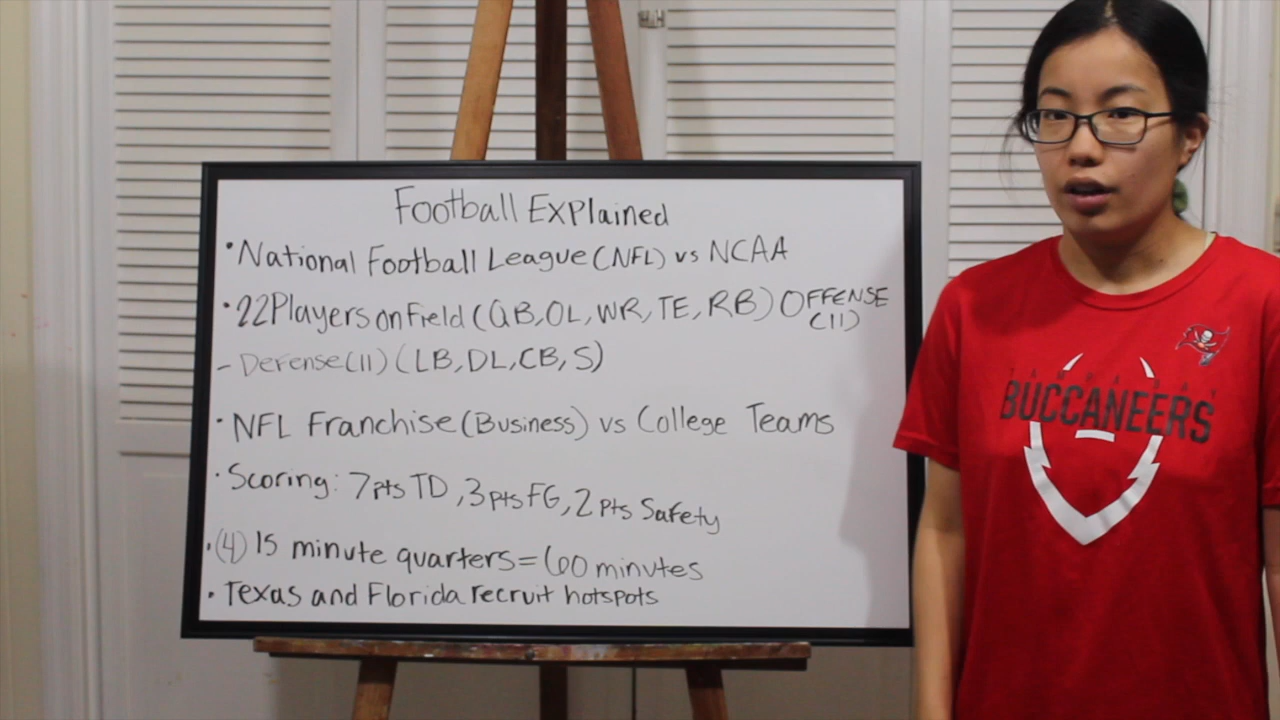 Football Explained
• National Football League (NFL) vs NCAA
• 22 Players on Field (QB, OL, WR, TE, RB) OFFENSE
(11)
- Defense (11) (LB, DL, CB, S)
• NFL Franchise (Business) vs College Teams
• Scoring: 7 pts TD, 3 pts FG, 2 pts Safety
• (4) 15 minute quarters = 60 minutes
• Texas and Florida recruit hotspots
TAMPA BAY
BUCCANEERS